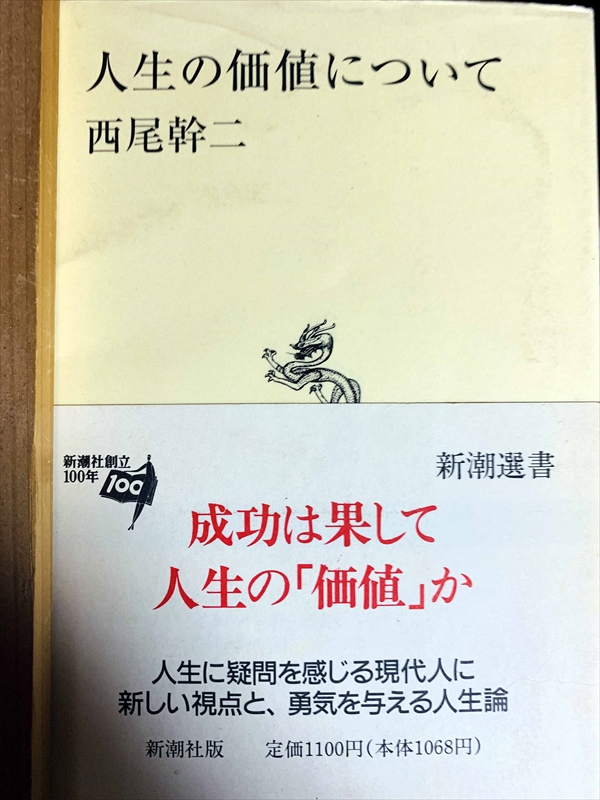 人生の価値について
西尾幹二
新潮社創立
100年
100
新潮選書
成功は果して
人生の「価値」か
人生に疑問を感じる現代人に
新しい視点と、勇気を与える人生論
新潮社版　定価1100円(本体1068円)